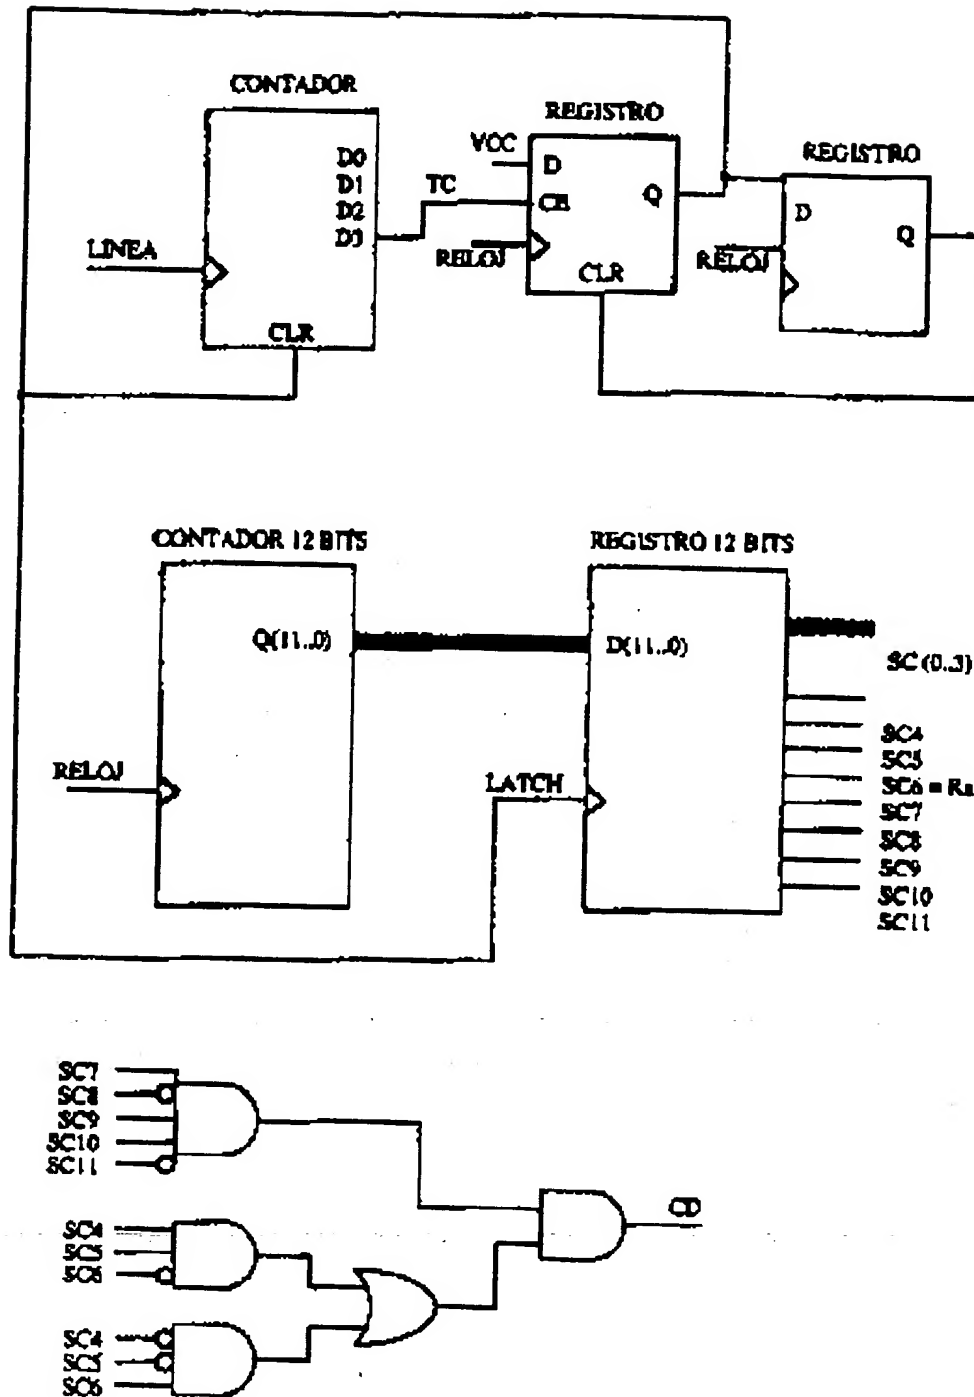 CONTADOR
REGISTRO
REGISTRO
D0
D1
D2
D3
LINEA
CLR
TC
VCC
D
CE
Q
RELOJ
CLR
D
Q
RELOJ
CONTADOR 12 BITS
REGISTRO 12 BITS
Q(11..0)
D(11..0)
SC (0..3)
SC4
SC5
SC6 = Ra
SC7
SC8
SC9
SC10
SC11
RELOJ
LATCH
SC7
SC8
SC9
SC10
SC11
SC4
SC5
SC6
SC4
SC5
SC6
CD